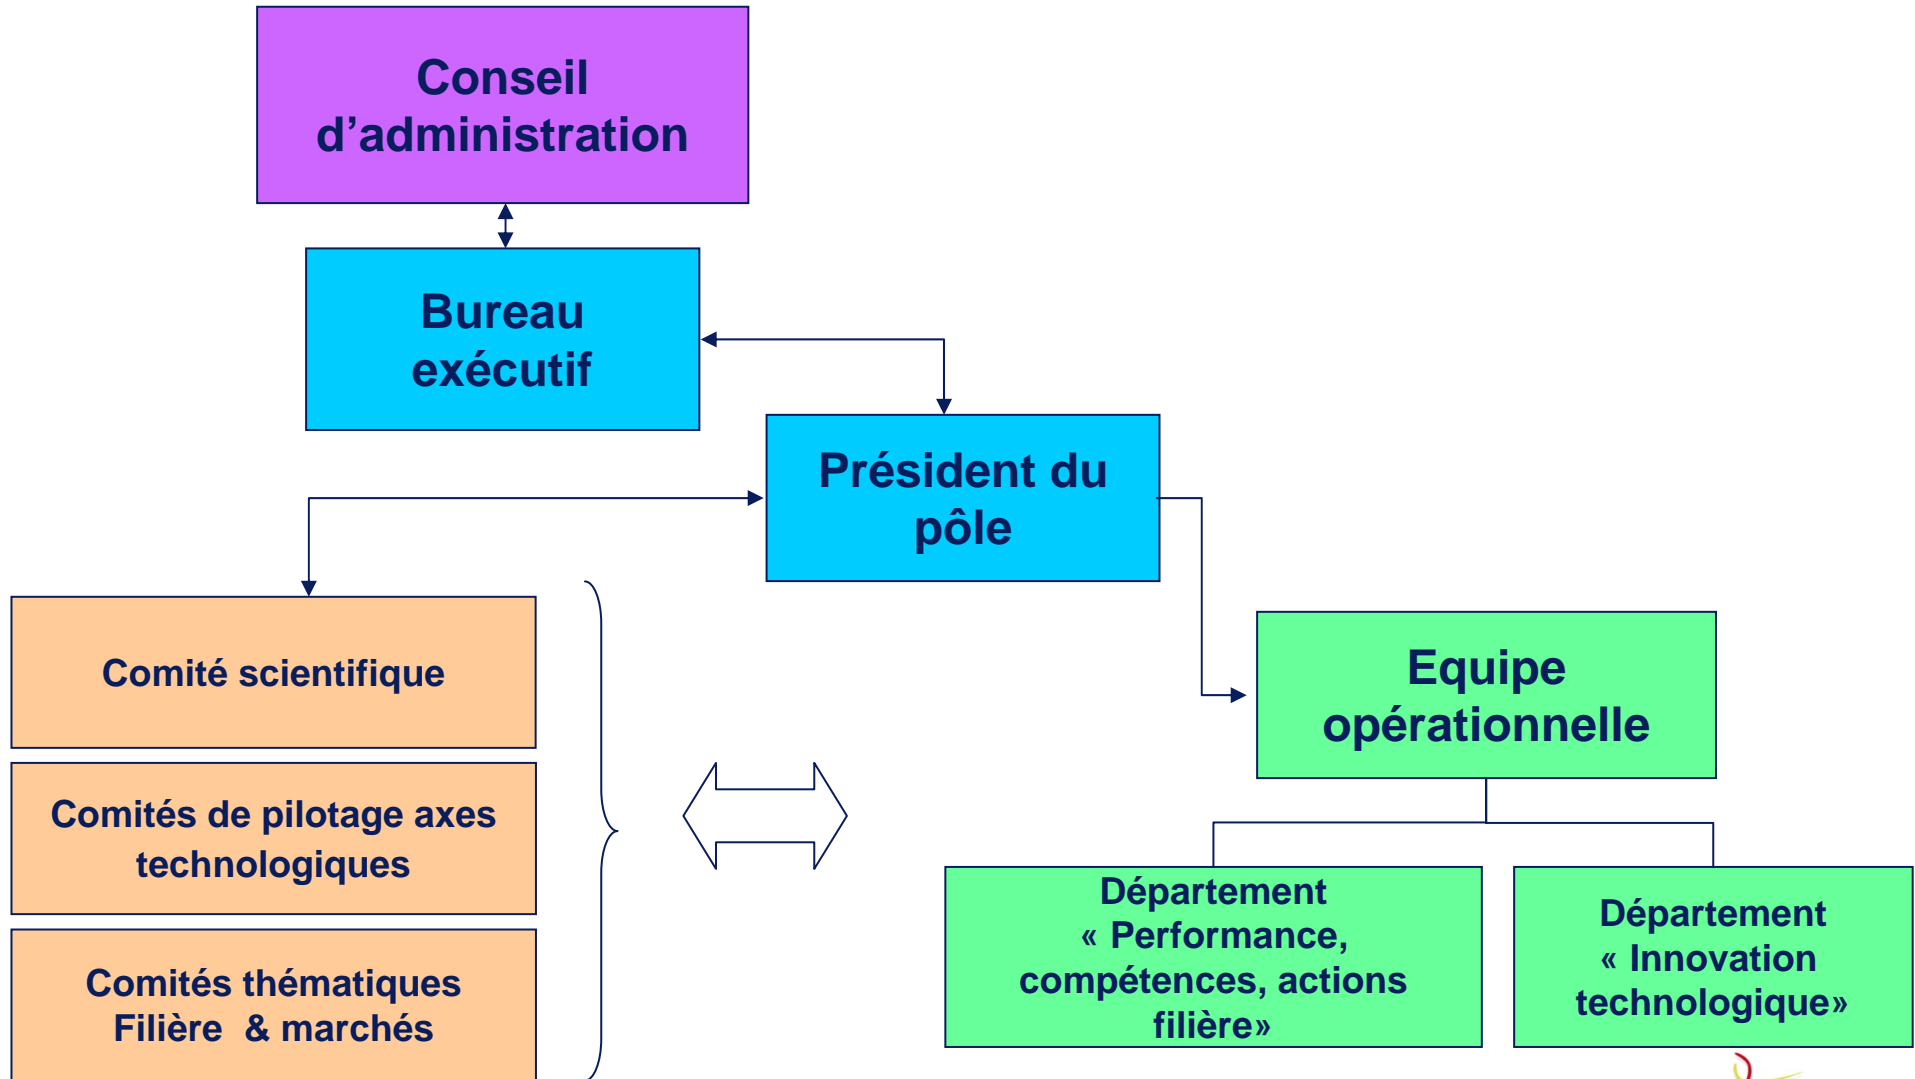 Conseil
d’administration
Bureau
exécutif
Président du
pôle
Comité scientifique
Comités de pilotage axes
technologiques
Comités thématiques
Filière & marchés
Equipe
opérationnelle
Département
« Performance,
compétences, actions
filière»
Département
« Innovation
technologique»